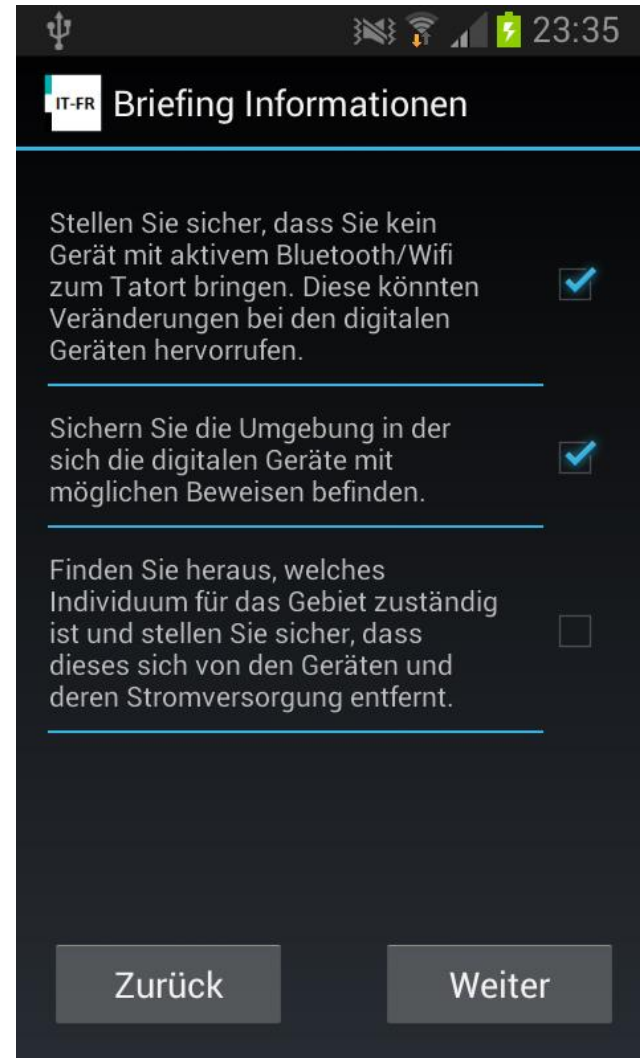 23:35
IT-FR Briefing Informationen
Stellen Sie sicher, dass Sie kein
Gerät mit aktivem Bluetooth/Wifi
zum Tatort bringen. Diese könnten
Veränderungen bei den digitalen
Geräten hervorrufen.
Sichern Sie die Umgebung in der
sich die digitalen Geräte mit
möglichen Beweisen befinden.
Finden Sie heraus, welches
Individuum für das Gebiet zuständig
ist und stellen Sie sicher, dass
dieses sich von den Geräten und
deren Stromversorgung entfernt.
Zurück Weiter